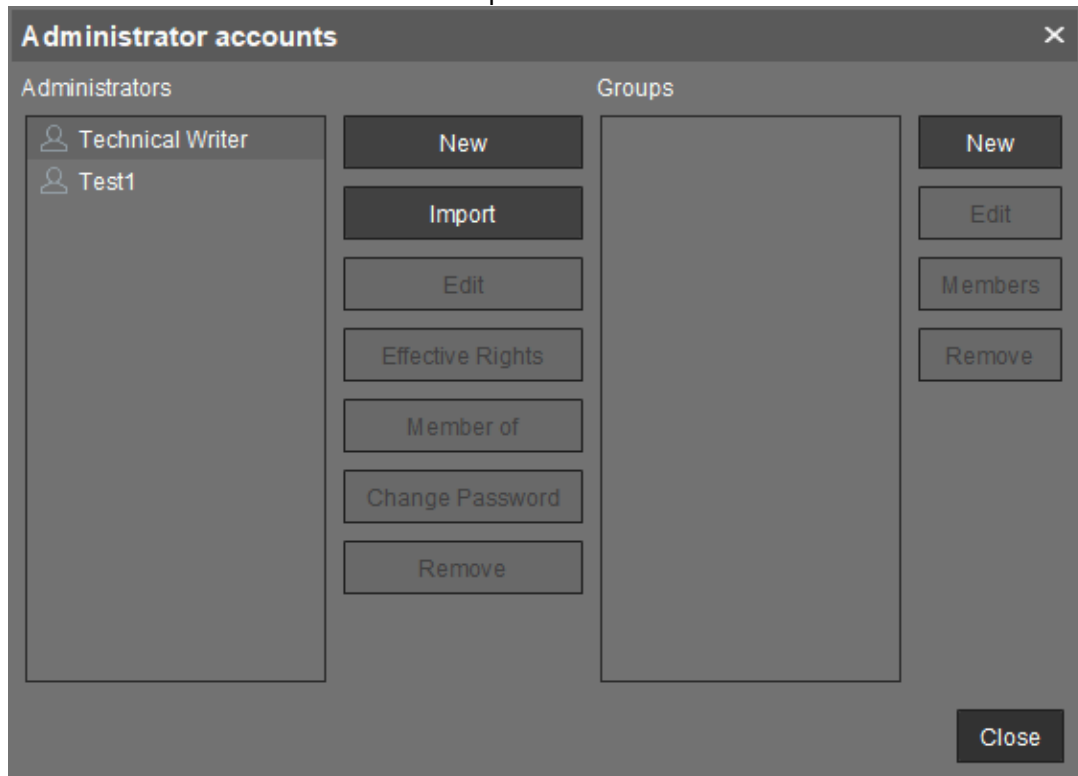 Administrator accounts
Administrators
Technical Writer
Test1
New
Import
Edit
Effective Rights
Member of
Change Password
Remove
Groups
New
Edit
Members
Remove
Close